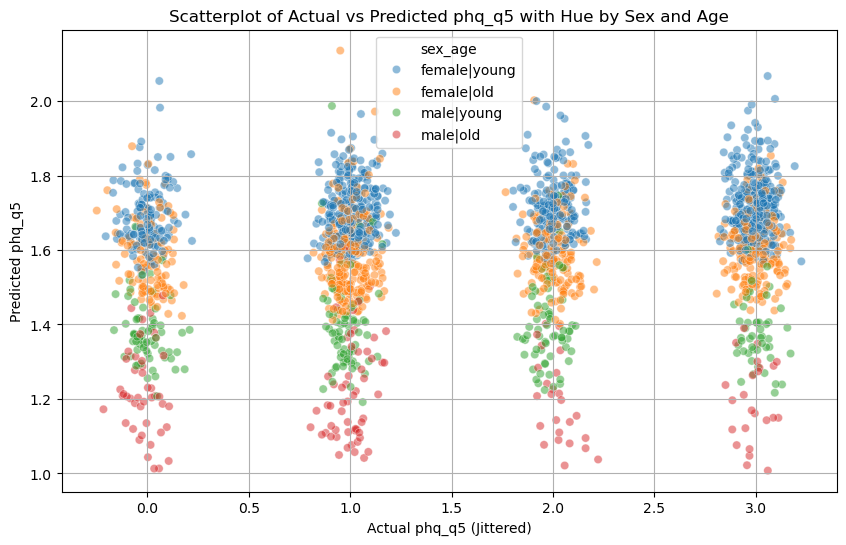 Scatterplot of Actual vs Predicted phq_q5 with Hue by Sex and Age
sex_age
female|young
female|old
male|young
male|old
Predicted phq_q5
2.0
1.8
1.6
1.4
1.2
1.0
0.0 0.5 1.0 1.5 2.0 2.5 3.0
Actual phq_q5 (Jittered)